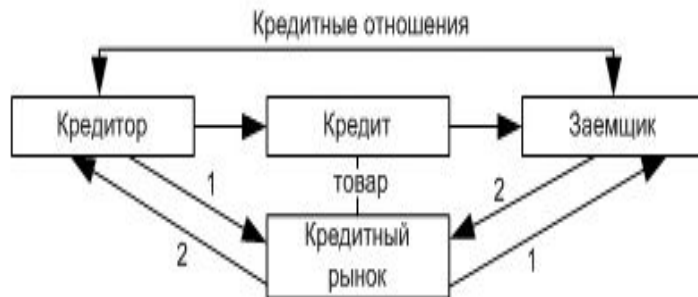 Кредитные отношения
Кредитор
Кредит
Заемщик
1
товар
2
2
Кредитный
рынок
1